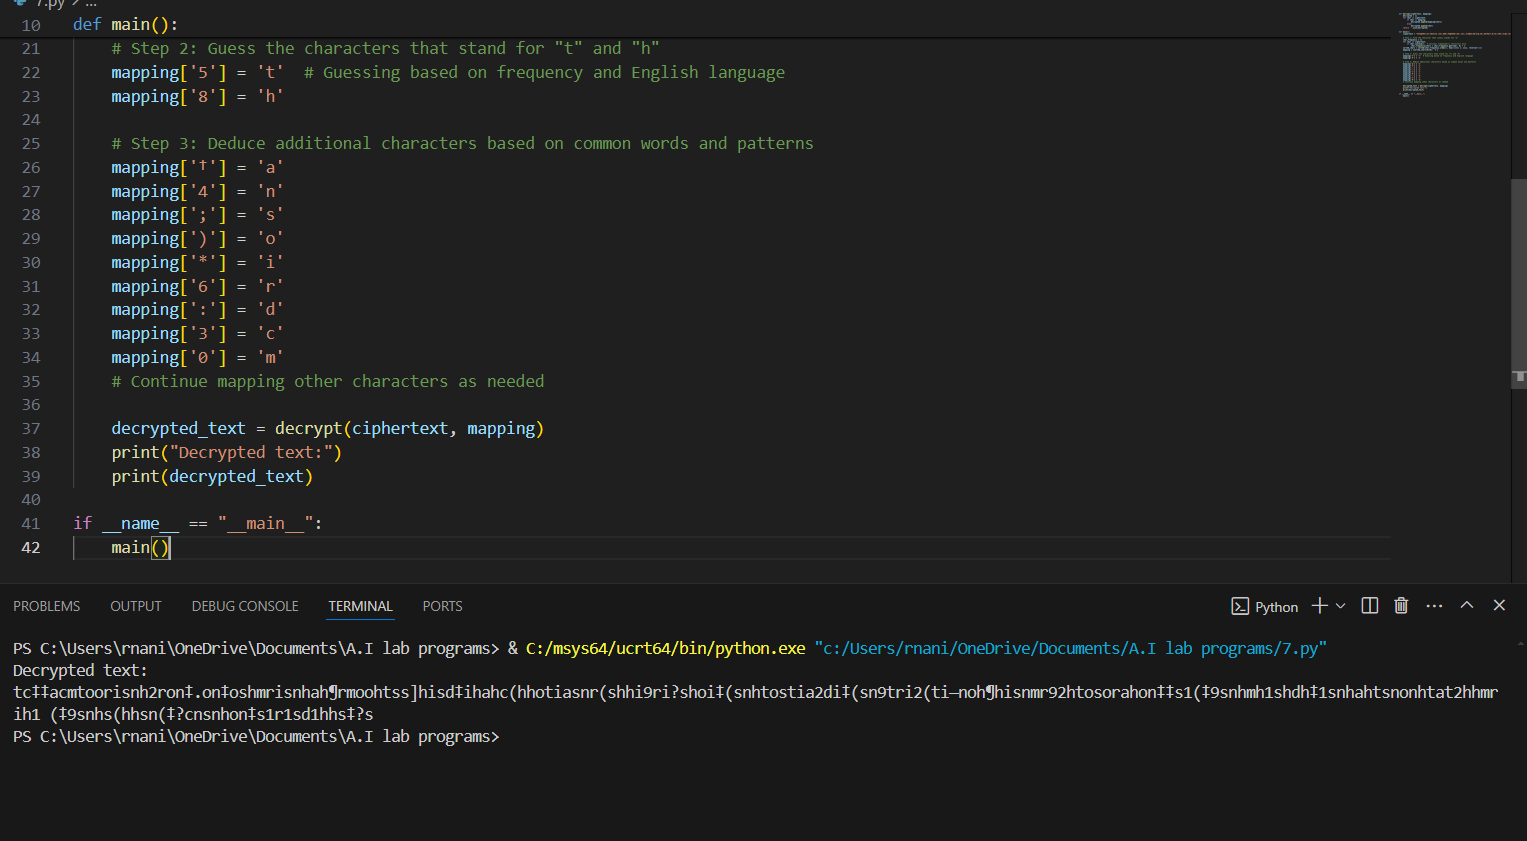 7.py > ...
10 def main():
21 # Step 2: Guess the characters that stand for "t" and "h"
22 mapping['5'] = 't' # Guessing based on frequency and English language
23 mapping['8'] = 'h'
24
25 # Step 3: Deduce additional characters based on common words and patterns
26 mapping['†'] = 'a'
27 mapping['4'] = 'n'
28 mapping[';'] = 's'
29 mapping[')'] = 'o'
30 mapping['*'] = 'i'
31 mapping['6'] = 'r'
32 mapping[':'] = 'd'
33 mapping['3'] = 'c'
34 mapping['0'] = 'm'
35 # Continue mapping other characters as needed
36
37 decrypted_text = decrypt(ciphertext, mapping)
38 print("Decrypted text:")
39 print(decrypted_text)
40
41 if __name__ == "__main__":
42 main()
PROBLEMS OUTPUT DEBUG CONSOLE TERMINAL PORTS Python
PS C:\Users\rnani\OneDrive\Documents\A.I lab programs> & C:/msys64/ucrt64/bin/python.exe "c:/Users/rnani/OneDrive/Documents/A.I lab programs/7.py"
Decrypted text:
tc‡‡acmtoorisnh2ron‡.on‡oshmrisnhah¶rmoohtss]hisd‡ihahc(hhotiasnr(shhi9ri?shoi‡(snhtostia2di‡(sn9tri2(ti—noh¶hisnmr92htosorahon‡‡s1(‡9snhmh1shdh‡1snhahtsnonhtat2hhmr
ih1 (‡9snhs(hhsn(‡?cnsnhon‡s1r1sd1hhs‡?s
PS C:\Users\rnani\OneDrive\Documents\A.I lab programs>